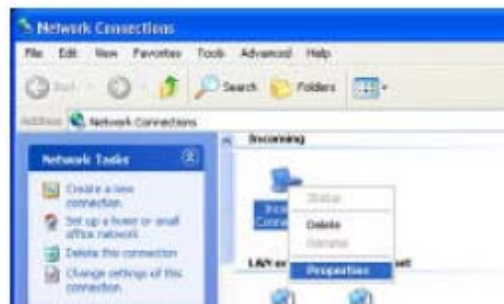 Network Connections
File Edit View Favorites Tools Advanced Help
Back Search Folders
Address Network Connections
Network Tasks
Create a new
connection
Set up a home or small
office network
Delete this connection
Change settings of this
connection
Incoming
Status
Delete
Rename
Properties
LAN or